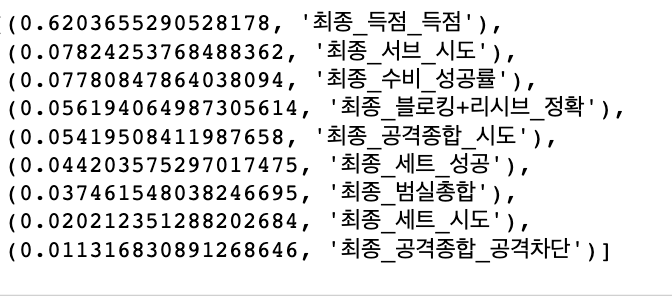 (0.6203655290528178, '최종_득점_득점'),
(0.07824253768488362, '최종_서브_시도'),
(0.07780847864038094, '최종_수비_성공률'),
(0.056194064987305614, '최종_블로킹+리시브_정확'),
(0.05419508411987658, '최종_공격종합_시도'),
(0.044203575297017475, '최종_세트_성공'),
(0.037461548038246695, '최종_범실총합'),
(0.020212351288202684, '최종_세트_시도'),
(0.011316830891268646, '최종_공격종합_공격차단')]